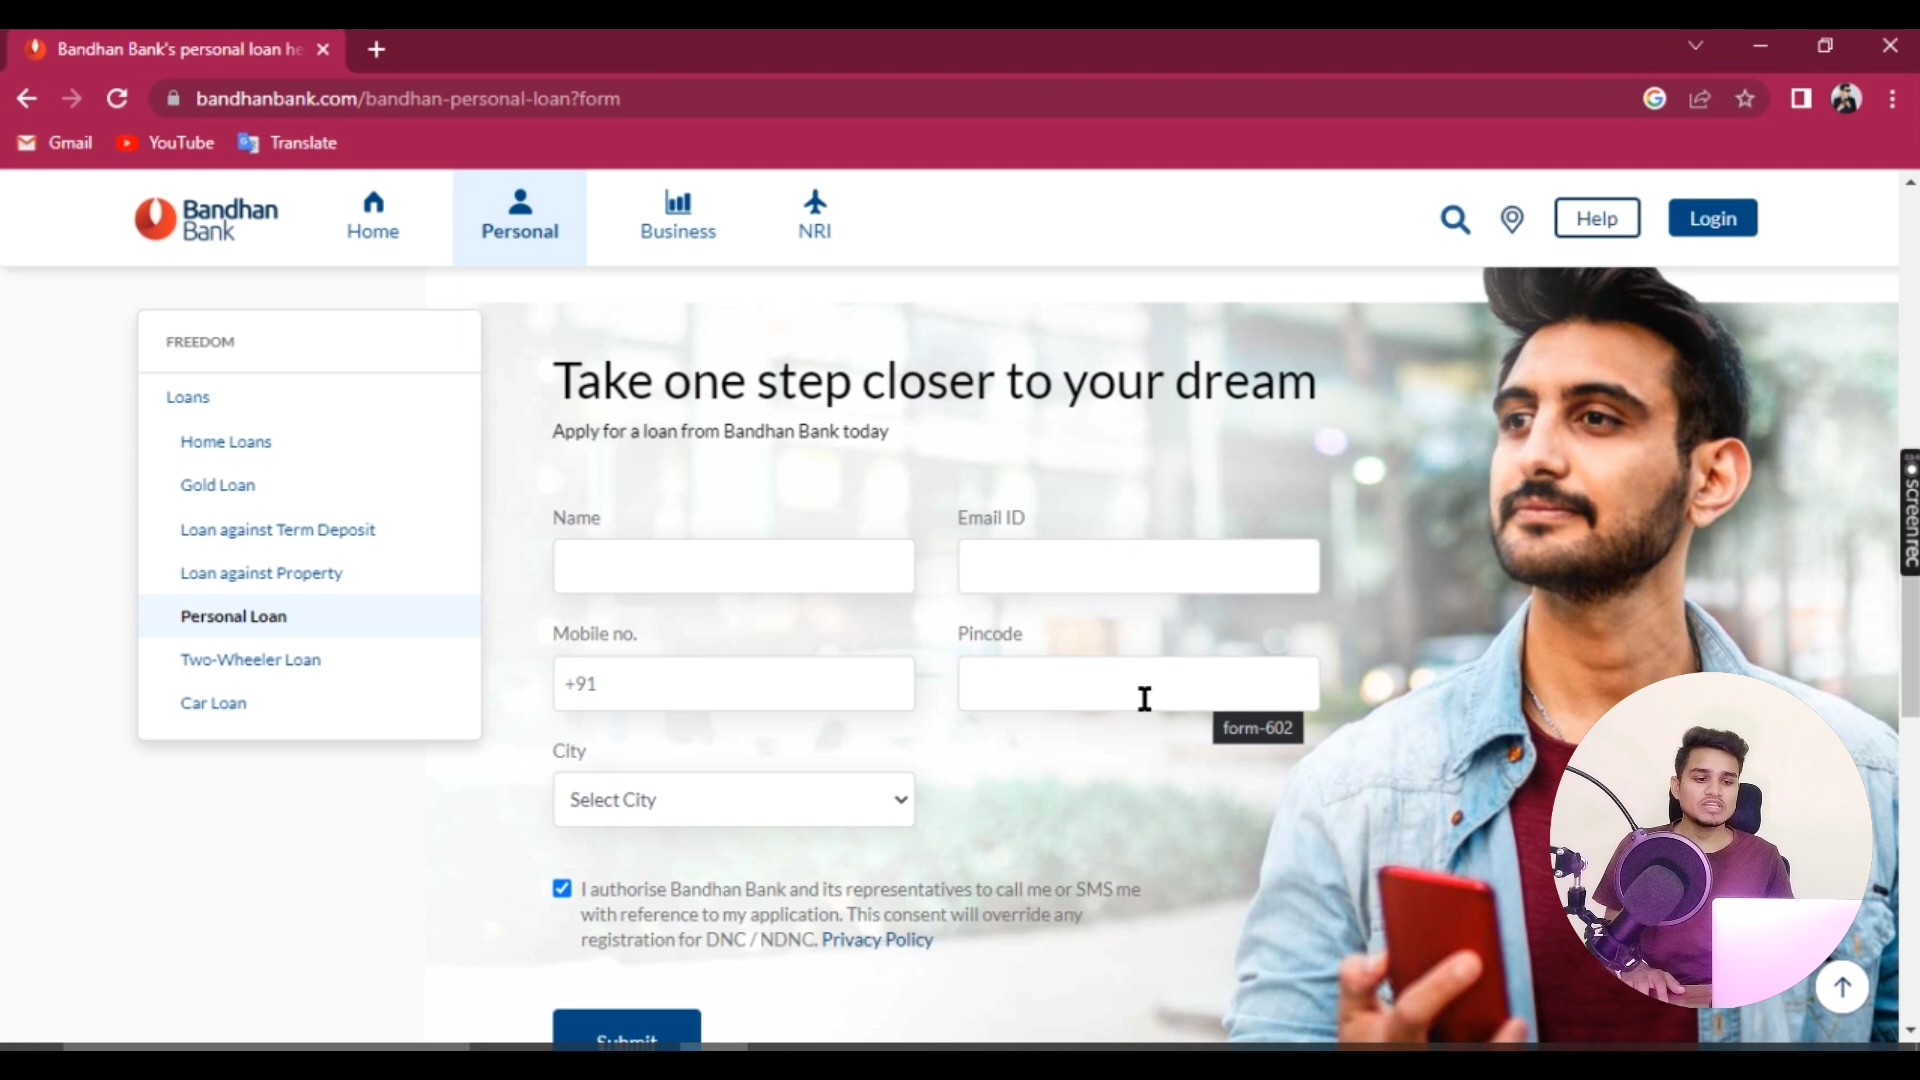 Bandhan Bank's personal loan he
bandhanbank.com/bandhan-personal-loan?form
Gmail
YouTube
Translate
Bandhan
Bank
Home
Personal
Business
NRI
Help
Login
FREEDOM
Loans
Home Loans
Gold Loan
Loan against Term Deposit
Loan against Property
Personal Loan
Two-Wheeler Loan
Car Loan
Take one step closer to your dream
Apply for a loan from Bandhan Bank today
Name
Email ID
Mobile no.
Pincode
+91
form-602
City
Select City
I authorise Bandhan Bank and its representatives to call me or SMS me
with reference to my application. This consent will override any
registration for DNC / NDNC. Privacy Policy
Submit
screenrec